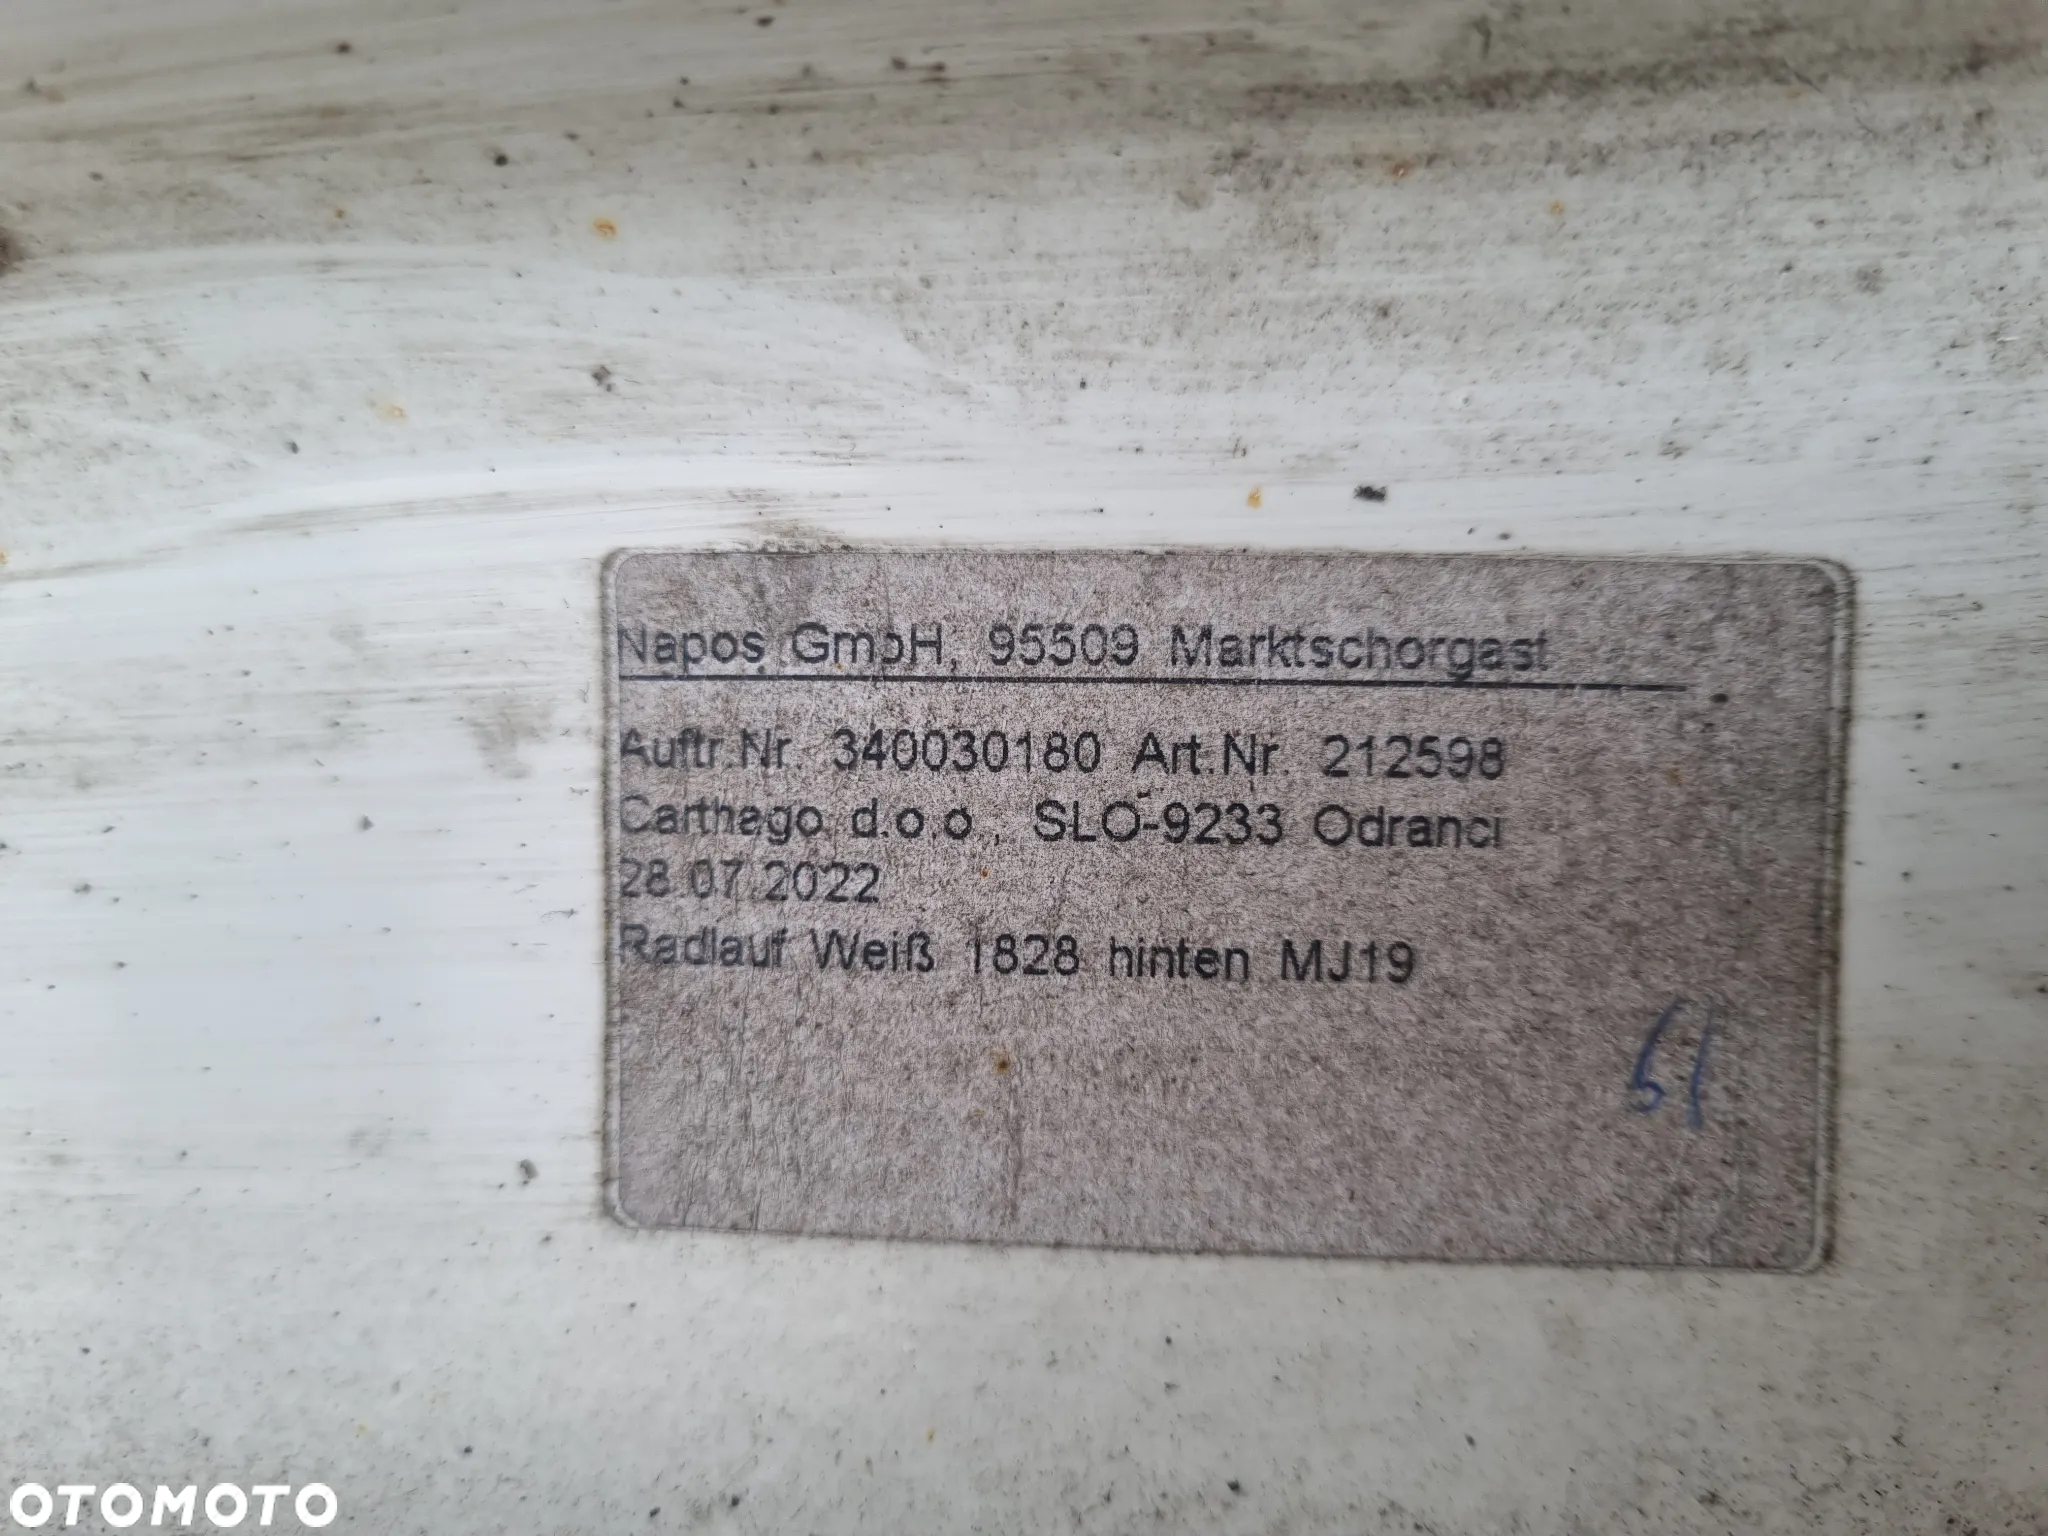 Napos GmbH, 95509 Marktschorgast
Auftr.Nr. 340030180 Art.Nr. 212598
Carthago d.o.o., SLO-9233 Odranci
28.07.2022
Radlauf Weiß 1828 hinten MJ19
OTOMOTO